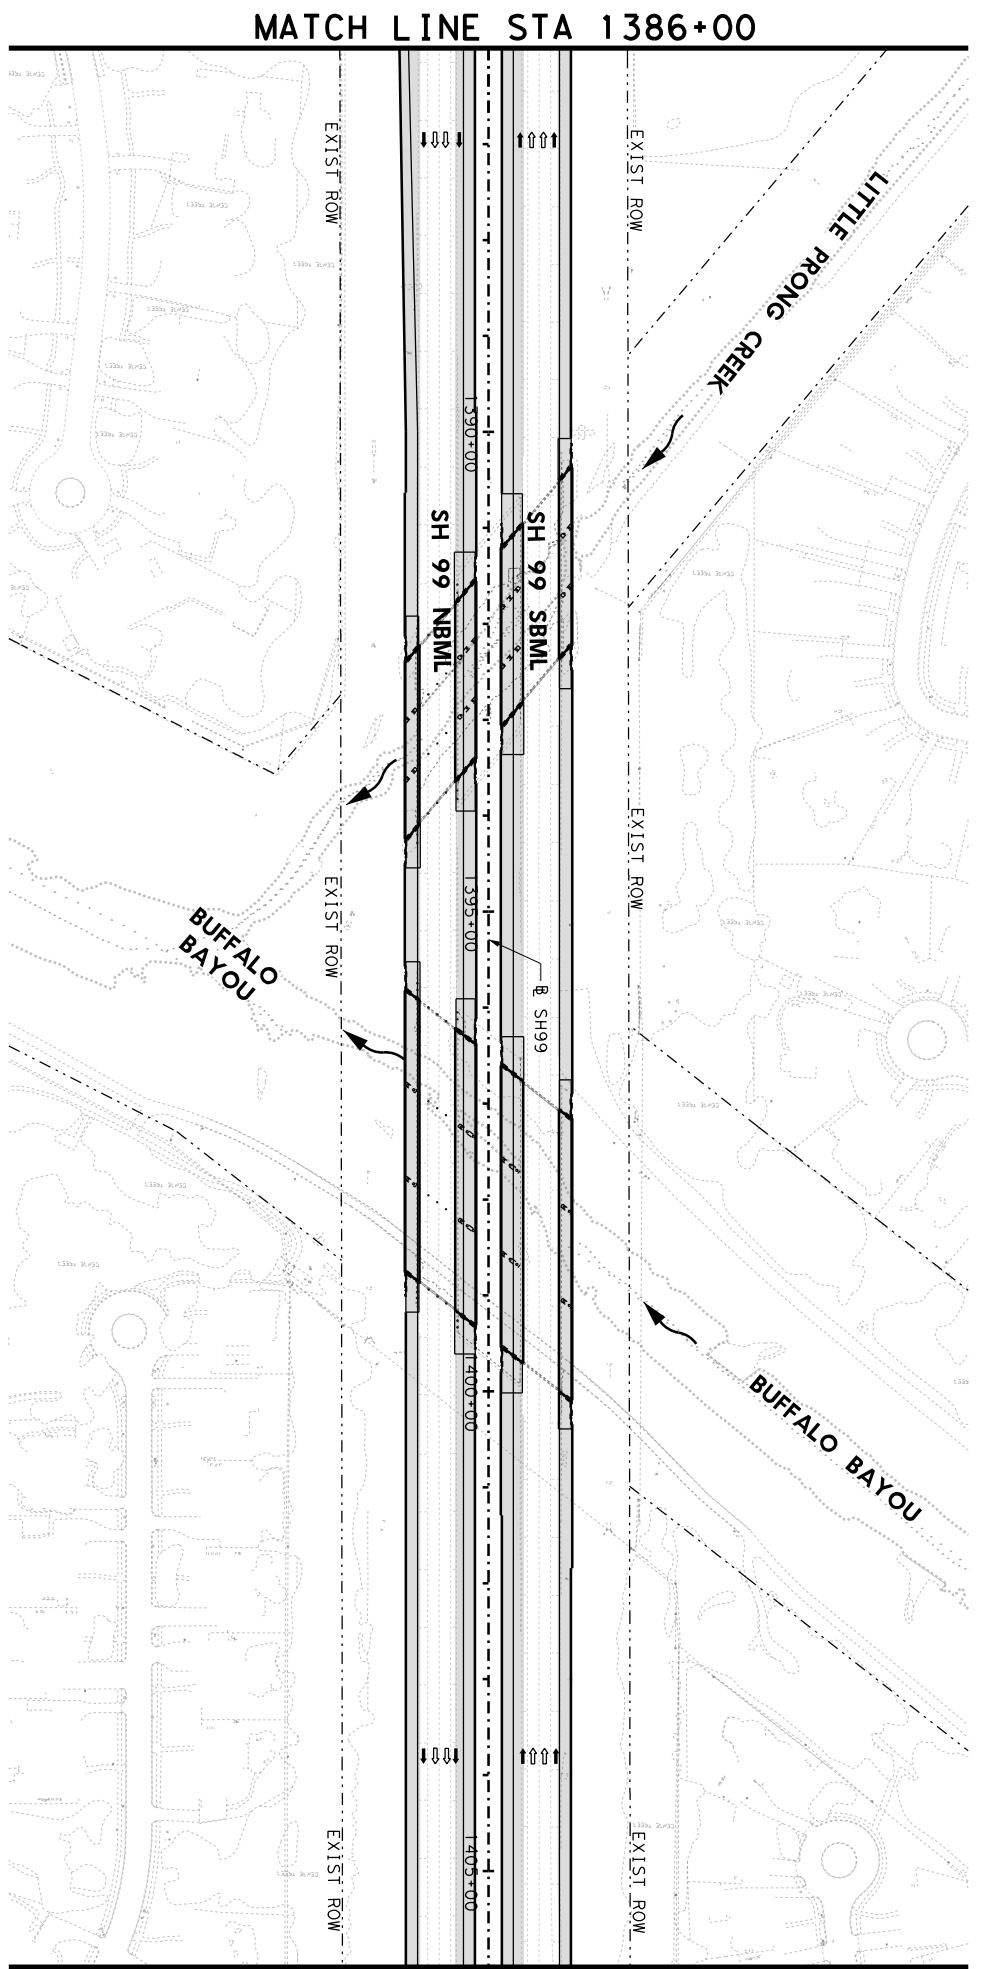 MATCH LINE STA 1386+00
EXIST ROW
EXIST ROW
LITTLE PRONG CREEK
1390+00
SH 99 NBML
SH 99 SBML
EXIST ROW
EXIST ROW
1395+00
BUFFALO
BAYOU
℄ SH99
1400+00
BUFFALO BAYOU
EXIST ROW
EXIST ROW
1405+00